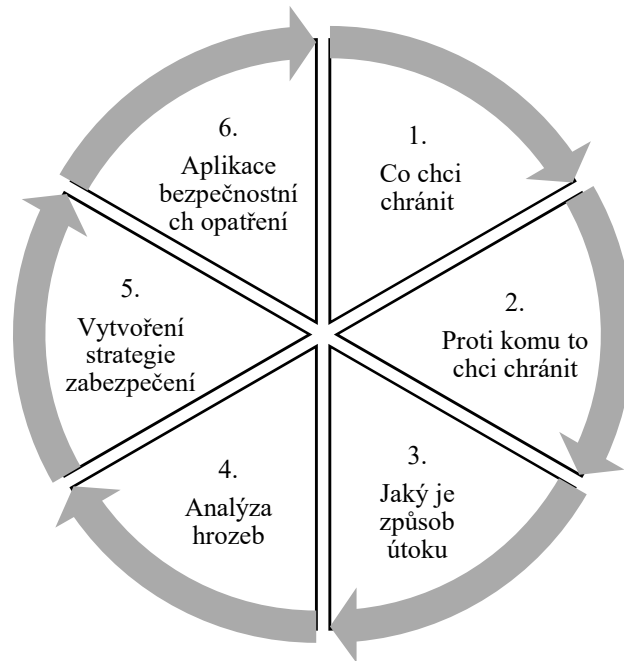 1.
Co chci
chránit
2.
Proti komu to
chci chránit
3.
Jaký je
způsob
útoku
4.
Analýza
hrozeb
5.
Vytvoření
strategie
zabezpečení
6.
Aplikace
bezpečnostní
ch opatření